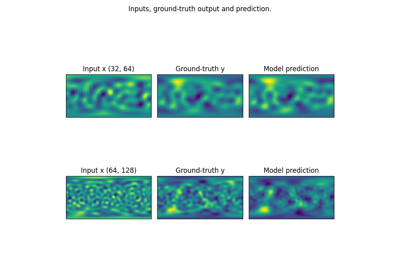 Inputs, ground-truth output and prediction.
Input x (32, 64) Ground-truth y Model prediction
Input x (64, 128) Ground-truth y Model prediction